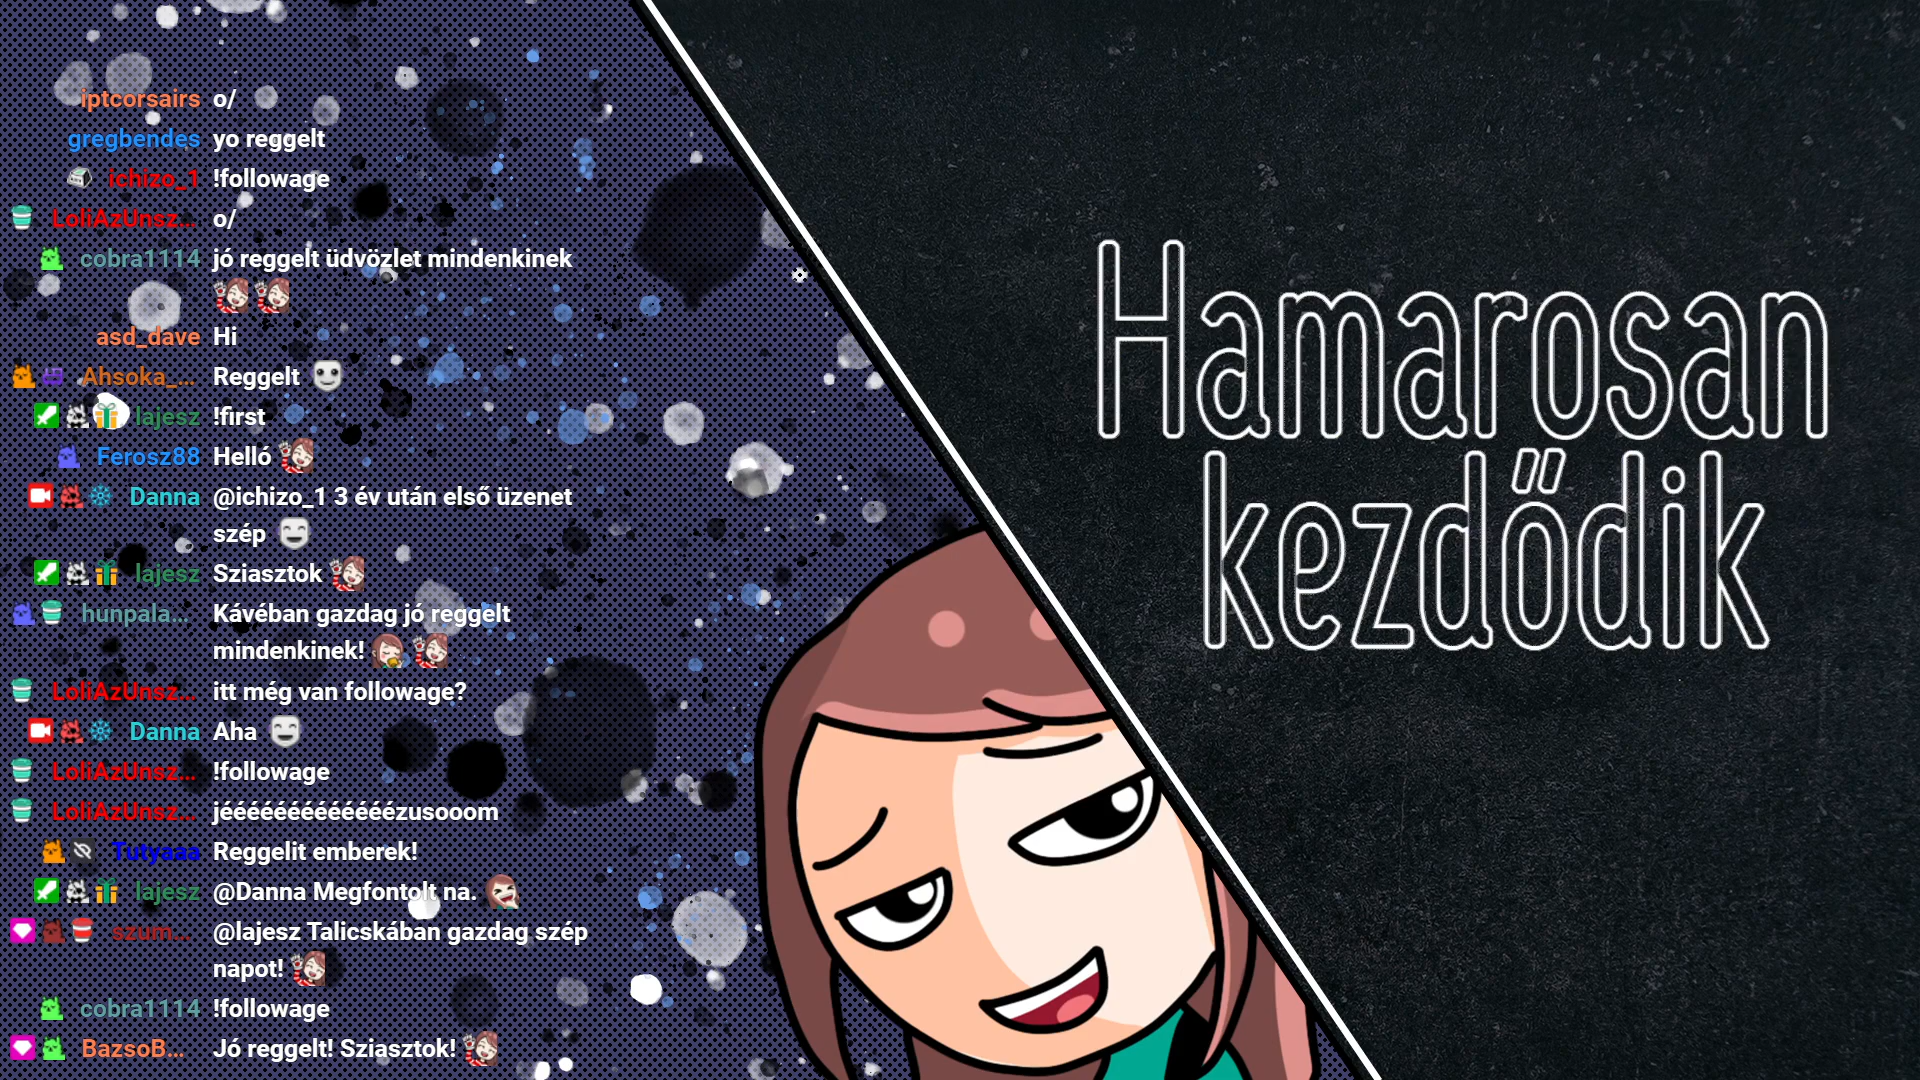 iptcorsairs o/
gregbendes yo reggelt
ichizo_1 !followage
LoliAzUnsz... o/
cobra1114 jó reggelt üdvözlet mindenkinek
asd_dave Hi
Ahsoka_... Reggelt
lajesz !first
Ferosz88 Helló
Danna @ichizo_1 3 év után első üzenet
szép
lajesz Sziasztok
hunpala... Kávéban gazdag jó reggelt
mindenkinek!
LoliAzUnsz... itt még van followage?
Danna Aha
LoliAzUnsz... !followage
LoliAzUnsz... jééééééééééééézusooom
Tutyaaa Reggelit emberek!
lajesz @Danna Megfontolt na.
szum... @lajesz Talicskában gazdag szép
napot!
cobra1114 !followage
BazsoB... Jó reggelt! Sziasztok!
Hamarosan
kezdődik